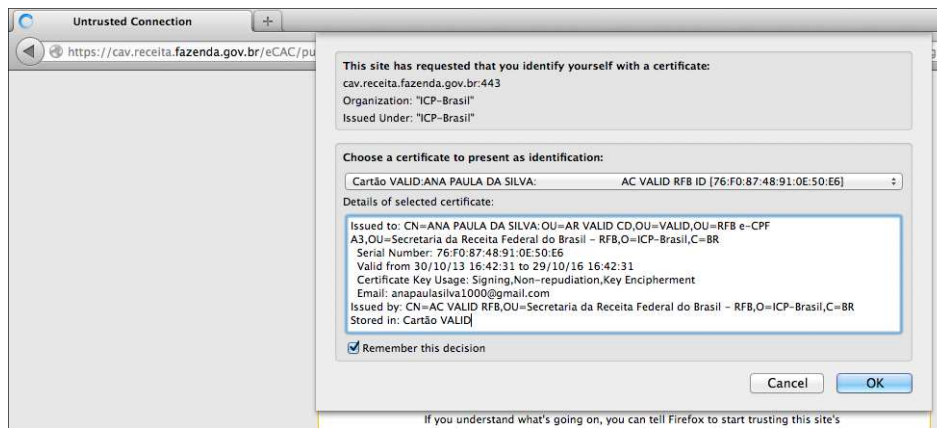 Untrusted Connection
https://cav.receita.fazenda.gov.br/eCAC/pu
This site has requested that you identify yourself with a certificate:
cav.receita.fazenda.gov.br:443
Organization: "ICP-Brasil"
Issued Under: "ICP-Brasil"
Choose a certificate to present as identification:
Cartão VALID:ANA PAULA DA SILVA: AC VALID RFB ID [76:F0:87:48:91:0E:50:E6]
Details of selected certificate:
Issued to: CN=ANA PAULA DA SILVA:OU=AR VALID CD,OU=VALID,OU=RFB e-CPF
A3,OU=Secretaria da Receita Federal do Brasil - RFB,O=ICP-Brasil,C=BR
Serial Number: 76:F0:87:48:91:0E:50:E6
Valid from 30/10/13 16:42:31 to 29/10/16 16:42:31
Certificate Key Usage: Signing,Non-repudiation,Key Encipherment
Email: anapaulasilva1000@gmail.com
Issued by: CN=AC VALID RFB,OU=Secretaria da Receita Federal do Brasil - RFB,O=ICP-Brasil,C=BR
Stored in: Cartão VALID
Remember this decision
Cancel OK
If you understand what's going on, you can tell Firefox to start trusting this site's